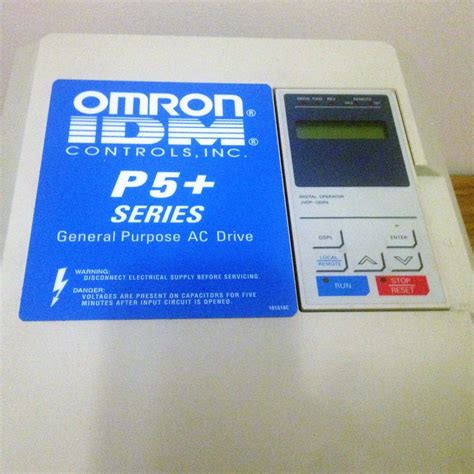 OMRON®
IDM®
CONTROLS, INC.
P5+
SERIES
General Purpose AC Drive
WARNING:
DISCONNECT ELECTRICAL SUPPLY BEFORE SERVICING.
DANGER:
VOLTAGES ARE PRESENT ON CAPACITORS FOR FIVE
MINUTES AFTER INPUT CIRCUIT IS OPENED.
DRIVE FWD REV REMOTE
DIGITAL OPERATOR
DSPL
ENTER
LOCAL
REMOTE
RUN
STOP
RESET